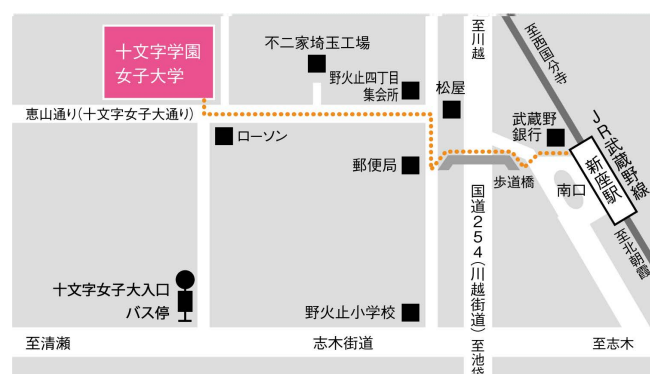 十文字学園
女子大学
不二家埼玉工場
野火止四丁目
集会所
松屋
至川越
至西国分寺
JR武蔵野線
武蔵野
銀行
新座駅
恵山通り(十文字女子大通り)
ローソン
郵便局
歩道橋
南口
至北朝霞
国道254(川越街道)
至池袋
十文字女子大入口
バス停
野火止小学校
至清瀬
志木街道
至志木